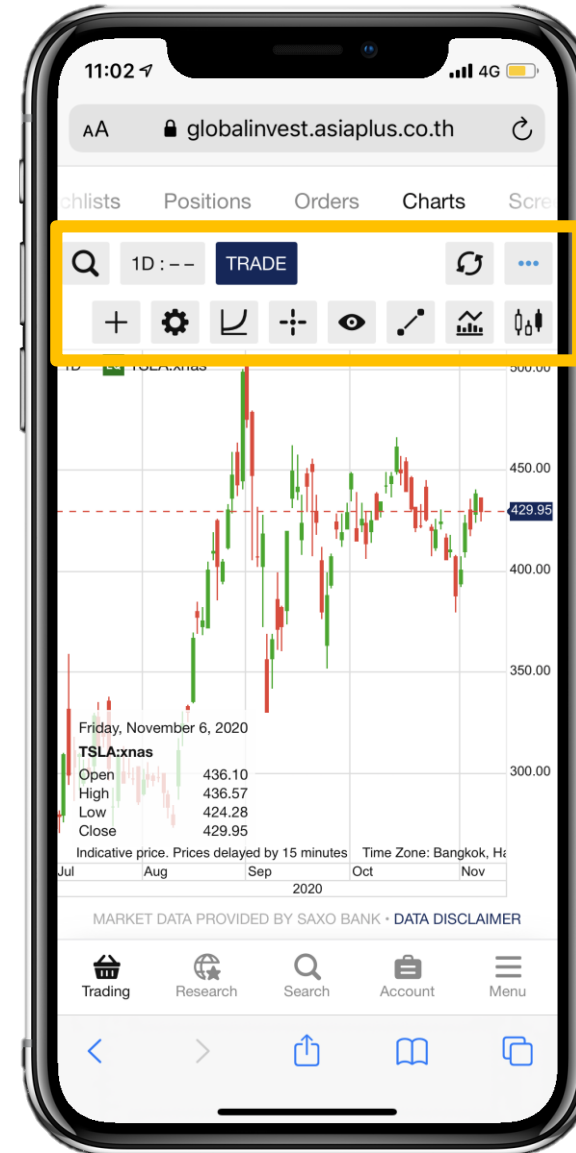 11:02 4G
AA globalinvest.asiaplus.co.th
chlists Positions Orders Charts Scre
1D : – – TRADE
1D EQ TSLA:xnas 500.00
450.00
429.95
400.00
350.00
300.00
Friday, November 6, 2020
TSLA:xnas
Open 436.10
High 436.57
Low 424.28
Close 429.95
Indicative price. Prices delayed by 15 minutes Time Zone: Bangkok, Ha
Jul Aug Sep Oct Nov
2020
MARKET DATA PROVIDED BY SAXO BANK • DATA DISCLAIMER
Trading Research Search Account Menu